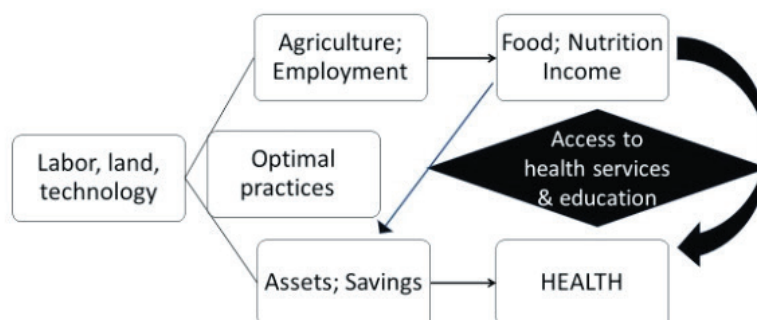 Agriculture;
Employment
Food; Nutrition
Income
Labor, land,
technology
Optimal
practices
Access to
health services
& education
Assets; Savings
HEALTH